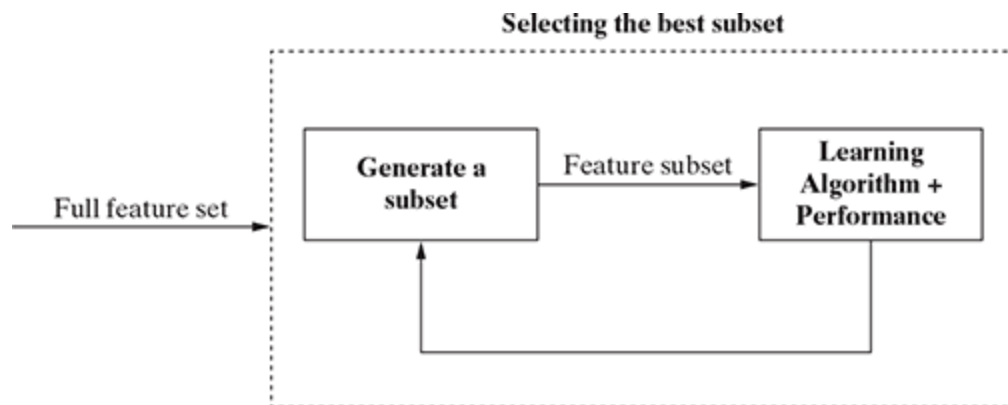 Selecting the best subset
Full feature set
Generate a
subset
Feature subset
Learning
Algorithm +
Performance